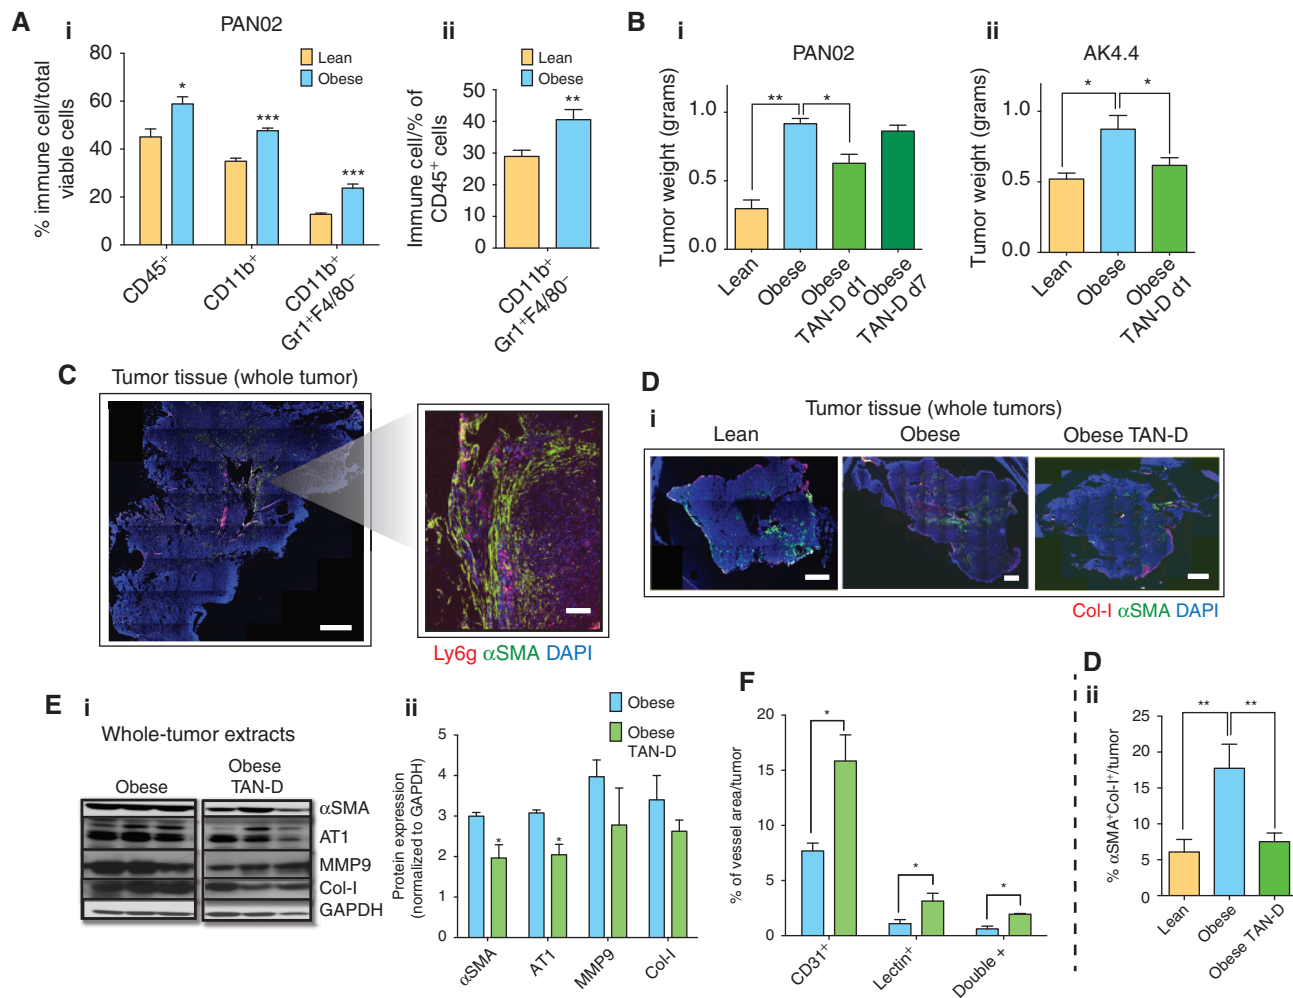 A
i
PAN02
Lean
Obese
% immune cell/total
viable cells
80
60
40
20
0
*
***
***
CD45⁺
CD11b⁺
CD11b⁺
Gr1⁺F4/80⁻
ii
Lean
Obese
Immune cell/% of
CD45⁺ cells
50
40
30
20
10
0
**
CD11b⁺
Gr1⁺F4/80⁻
B
i
PAN02
Tumor weight (grams)
1.0
0.5
0.0
**
*
Lean
Obese
Obese
TAN-D d1
Obese
TAN-D d7
ii
AK4.4
Tumor weight (grams)
1.0
0.5
0.0
*
*
Lean
Obese
Obese
TAN-D d1
C
Tumor tissue (whole tumor)
Ly6g αSMA DAPI
D
i
Tumor tissue (whole tumors)
Lean
Obese
Obese TAN-D
Col-I αSMA DAPI
E
i
Whole-tumor extracts
Obese
Obese
TAN-D
αSMA
AT1
MMP9
Col-I
GAPDH
ii
Obese
Obese
TAN-D
Protein expression
(normalized to GAPDH)
5
4
3
2
1
0
*
*
αSMA
AT1
MMP9
Col-I
F
% of vessel area/tumor
20
15
10
5
0
*
*
*
CD31⁺
Lectin⁺
Double +
D
ii
% αSMA⁺Col-I⁺/tumor
25
20
15
10
5
0
**
**
Lean
Obese
Obese TAN-D